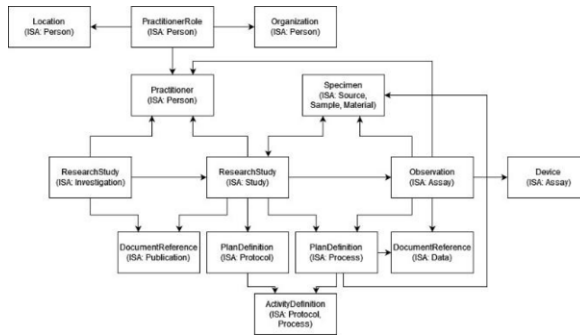 Location
(ISA: Person)
PractitionerRole
(ISA: Person)
Organization
(ISA: Person)
Practitioner
(ISA: Person)
Specimen
(ISA: Source,
Sample, Material)
ResearchStudy
(ISA: Investigation)
ResearchStudy
(ISA: Study)
Observation
(ISA: Assay)
Device
(ISA: Assay)
DocumentReference
(ISA: Publication)
PlanDefinition
(ISA: Protocol)
PlanDefinition
(ISA: Process)
DocumentReference
(ISA: Data)
ActivityDefinition
(ISA: Protocol,
Process)